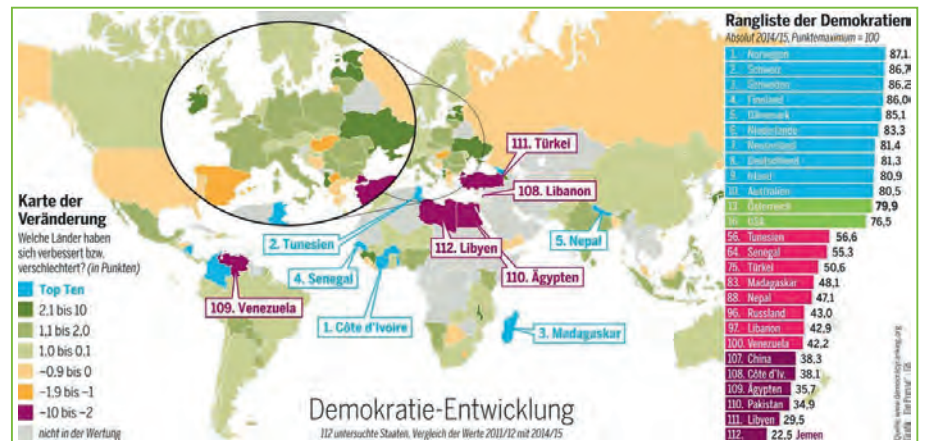 Rangliste der Demokratien
Absolut 2014/15, Punktemaximum = 100
1. Norwegen 87,1
2. Schweiz 86,7
3. Schweden 86,2
4. Finnland 86,0
5. Dänemark 85,1
6. Niederlande 83,3
7. Neuseeland 81,4
8. Deutschland 81,3
9. Irland 80,9
10. Australien 80,5
13. Österreich 79,9
16. USA 76,5
56. Tunesien 56,6
64. Senegal 55,3
75. Türkei 50,6
83. Madagaskar 48,1
88. Nepal 47,1
96. Russland 43,0
97. Libanon 42,9
100. Venezuela 42,2
107. China 38,3
108. Côte d'Iv. 38,1
109. Ägypten 35,7
110. Pakistan 34,9
111. Libyen 29,5
112. 22,5 Jemen
111. Türkei
108. Libanon
2. Tunesien
112. Libyen
5. Nepal
4. Senegal
110. Ägypten
109. Venezuela
1. Côte d'Ivoire
3. Madagaskar
Karte der
Veränderung
Welche Länder haben
sich verbessert bzw.
verschlechtert? (in Punkten)
Top Ten
2.1 bis 10
1,1 bis 2.0
1.0 bis 0.1
–0.9 bis 0
–1.9 bis –1
–10 bis –2
nicht in der Wertung
Demokratie-Entwicklung
112 untersuchte Staaten, Vergleich der Werte 2011/12 mit 2014/15